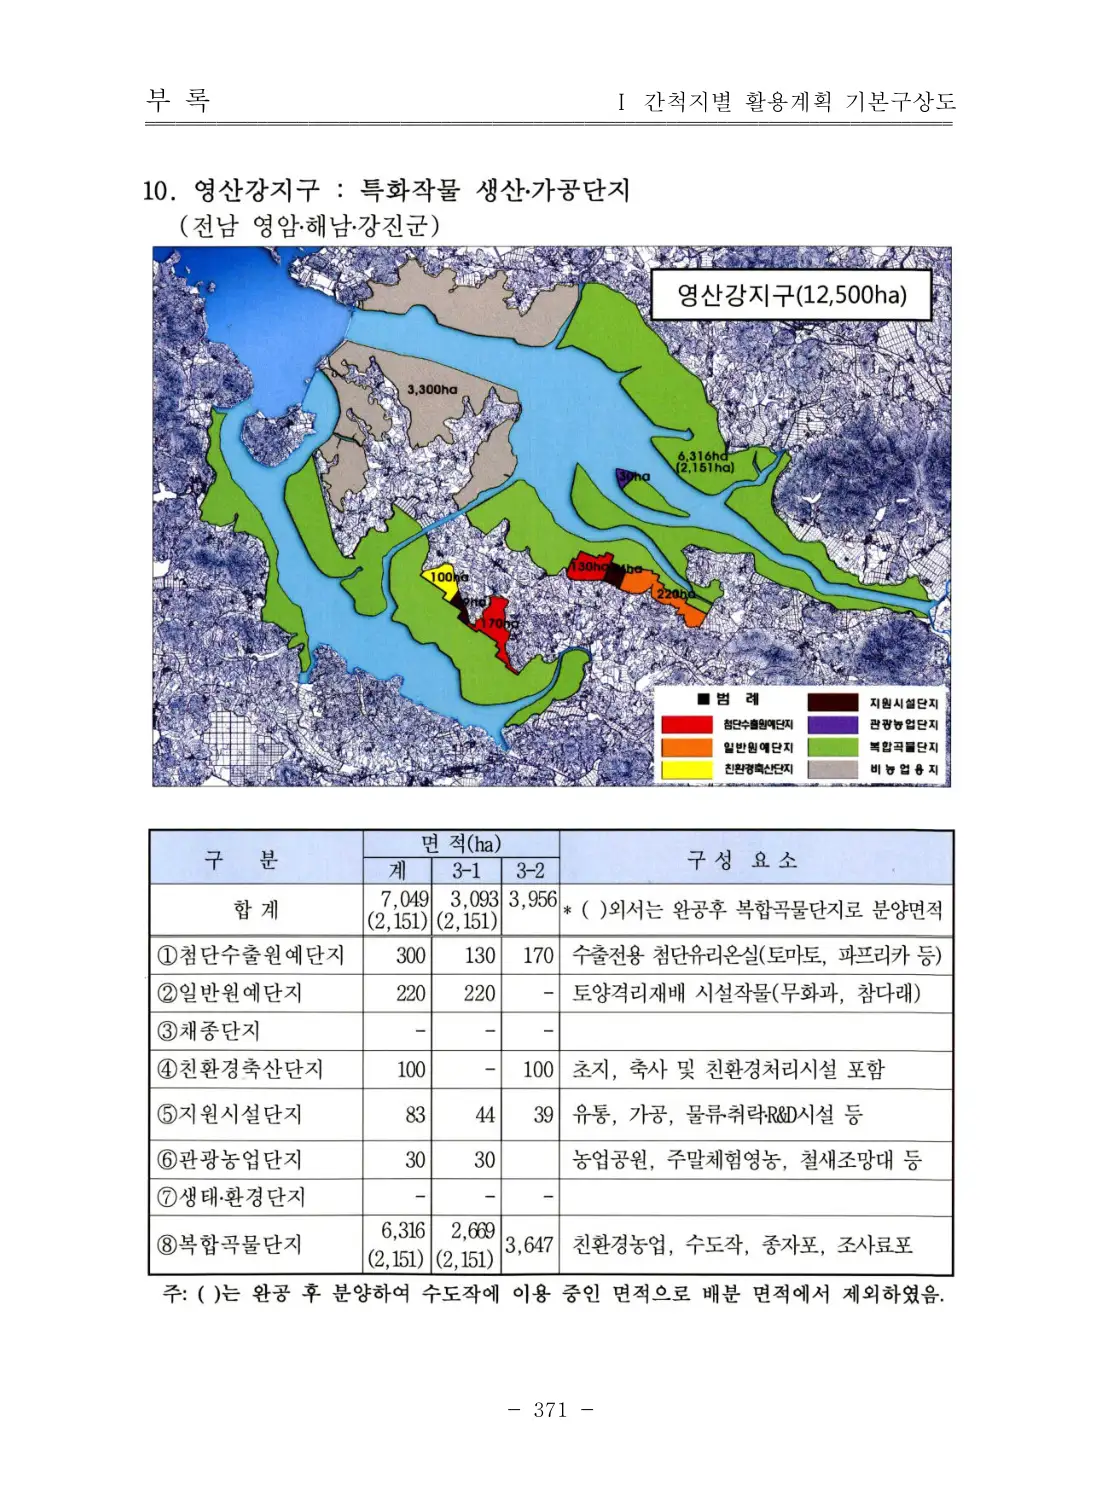 부 록
Ⅰ 간척지별 활용계획 기본구상도
10. 영산강지구 : 특화작물 생산·가공단지
(전남 영암·해남·강진군)
영산강지구(12,500ha)
3,300ha
6,316ha
(2,151ha)
30ha
130ha
100ha
220ha
170ha
■ 범 례
지원시설단지
첨단수출원예단지
관광농업단지
일반원예단지
복합곡물단지
친환경축산단지
비농업용지
구 분 면 적(ha) 구성 요소
계 3-1 3-2
합 계 7,049 3,093 3,956 * ( )외서는 완공후 복합곡물단지로 분양면적
(2,151) (2,151)
①첨단수출원예단지 300 130 170 수출전용 첨단유리온실(토마토, 파프리카 등)
②일반원예단지 220 220 - 토양격리재배 시설작물(무화과, 참다래)
③채종단지 - - -
④친환경축산단지 100 - 100 초지, 축사 및 친환경처리시설 포함
⑤지원시설단지 83 44 39 유통, 가공, 물류·취락·R&D시설 등
⑥관광농업단지 30 30 농업공원, 주말체험영농, 철새조망대 등
⑦생태·환경단지 - - -
⑧복합곡물단지 6,316 2,669 3,647 친환경농업, 수도작, 종자포, 조사료포
(2,151) (2,151)
주: ( )는 완공 후 분양하여 수도작에 이용 중인 면적으로 배분 면적에서 제외하였음.
- 371 -